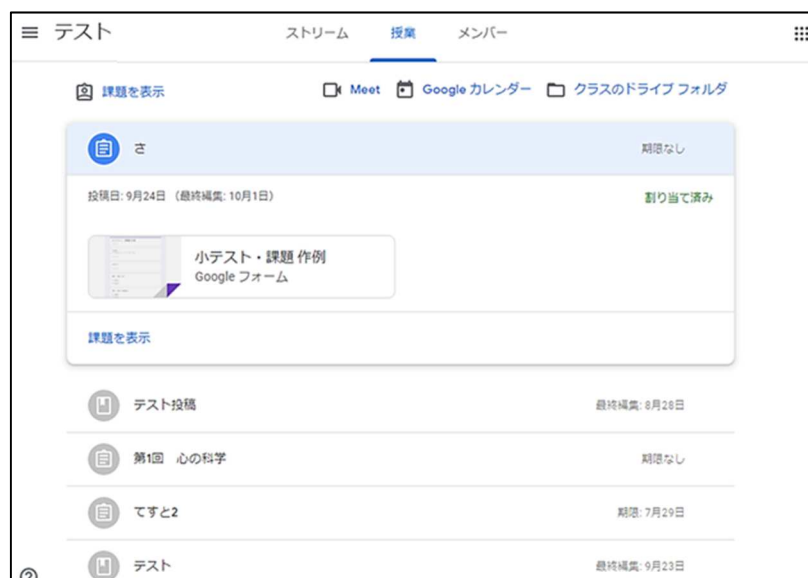 テスト ストリーム 授業 メンバー
課題を表示 Meet Google カレンダー クラスのドライブ フォルダ
さ 期限なし
投稿日: 9月24日 (最終編集: 10月1日) 割り当て済み
小テスト・課題 作例
Google フォーム
課題を表示
テスト投稿 最終編集: 8月28日
第1回 心の科学 期限なし
てすと2 期限: 7月29日
テスト 最終編集: 9月23日